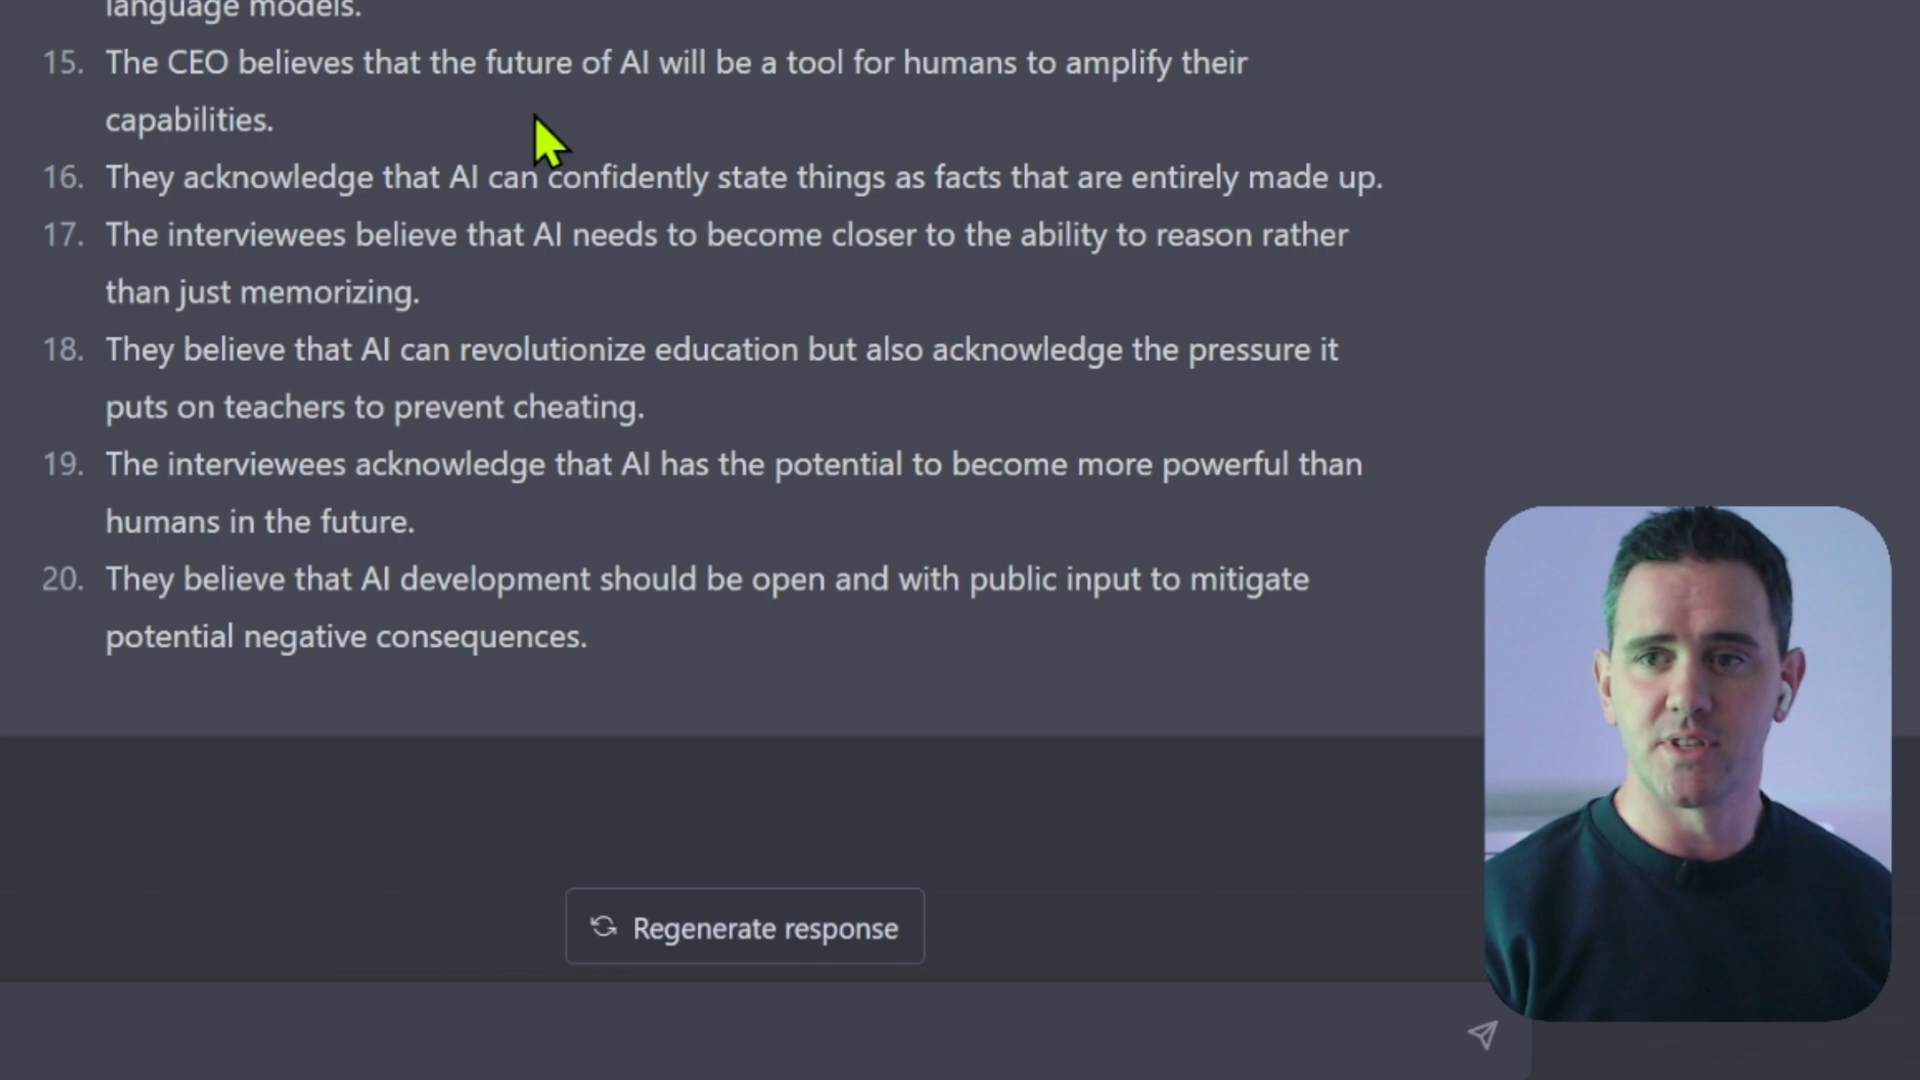 language models.
15. The CEO believes that the future of AI will be a tool for humans to amplify their
capabilities.
16. They acknowledge that AI can confidently state things as facts that are entirely made up.
17. The interviewees believe that AI needs to become closer to the ability to reason rather
than just memorizing.
18. They believe that AI can revolutionize education but also acknowledge the pressure it
puts on teachers to prevent cheating.
19. The interviewees acknowledge that AI has the potential to become more powerful than
humans in the future.
20. They believe that AI development should be open and with public input to mitigate
potential negative consequences.
Regenerate response